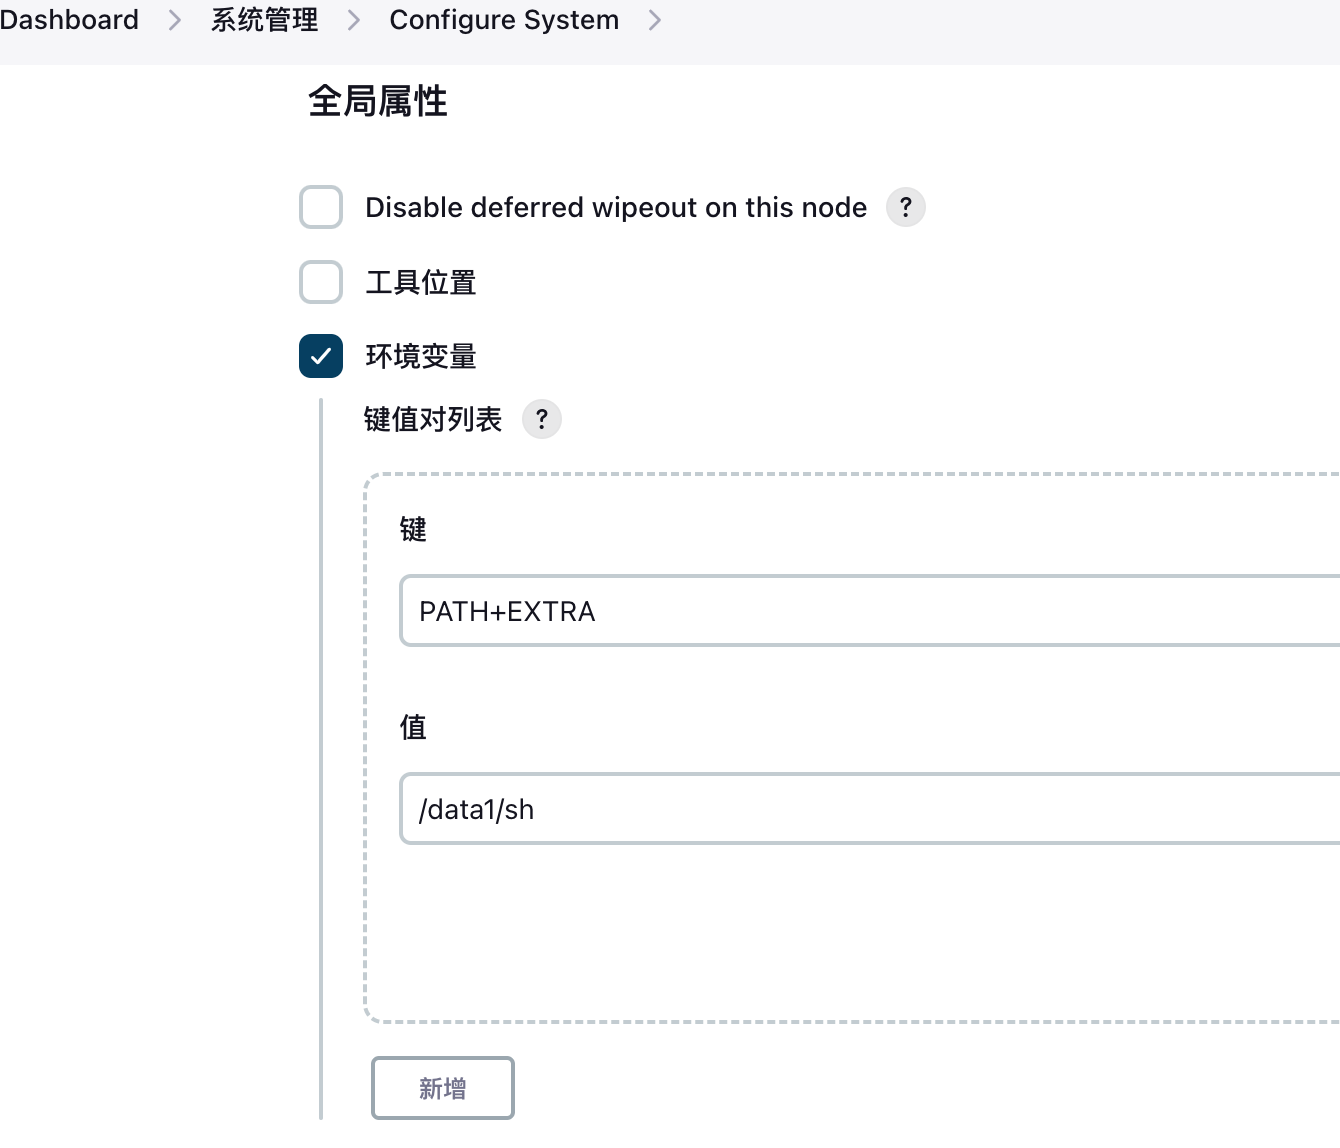 Dashboard > 系统管理 > Configure System >
全局属性
Disable deferred wipeout on this node ?
工具位置
环境变量
键值对列表 ?
键
PATH+EXTRA
值
/data1/sh
新增